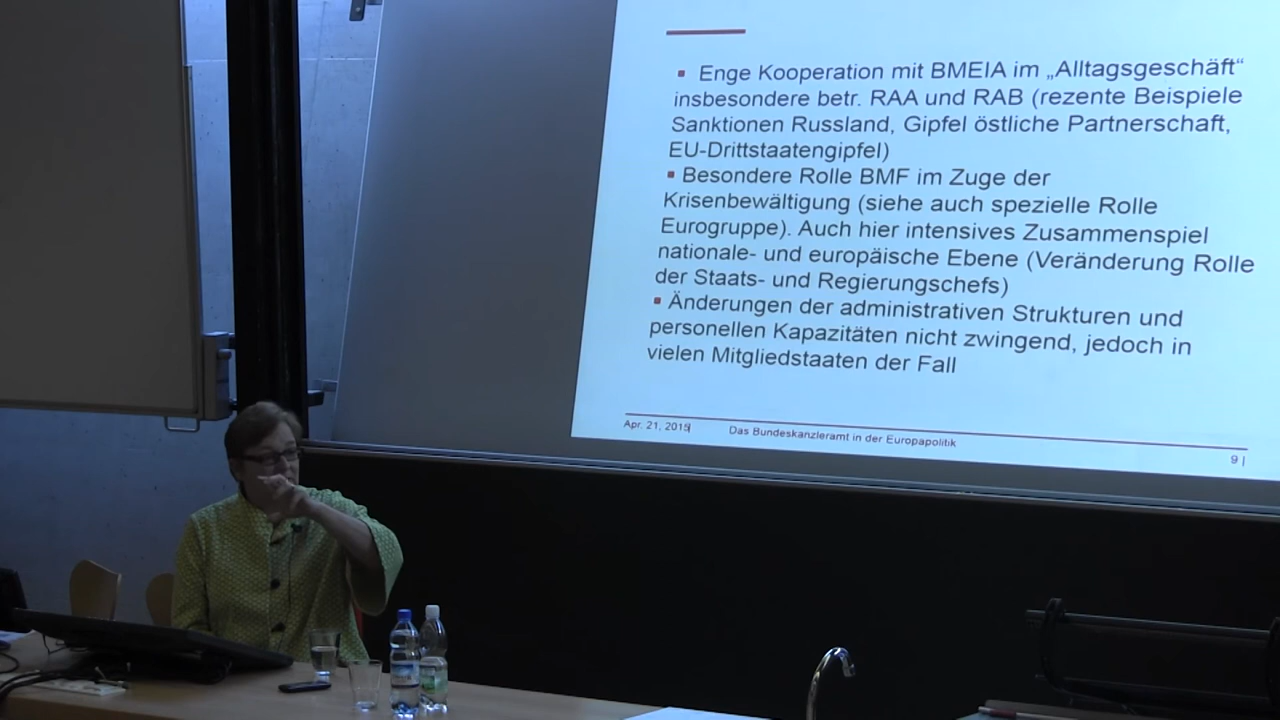 ▪ Enge Kooperation mit BMEIA im „Alltagsgeschäft“
insbesondere betr. RAA und RAB (rezente Beispiele
Sanktionen Russland, Gipfel östliche Partnerschaft,
EU-Drittstaatengipfel)
▪ Besondere Rolle BMF im Zuge der
Krisenbewältigung (siehe auch spezielle Rolle
Eurogruppe). Auch hier intensives Zusammenspiel
nationale- und europäische Ebene (Veränderung Rolle
der Staats- und Regierungschefs)
▪ Änderungen der administrativen Strukturen und
personellen Kapazitäten nicht zwingend, jedoch in
vielen Mitgliedstaaten der Fall
Apr. 21, 2015| Das Bundeskanzleramt in der Europapolitik
9 |